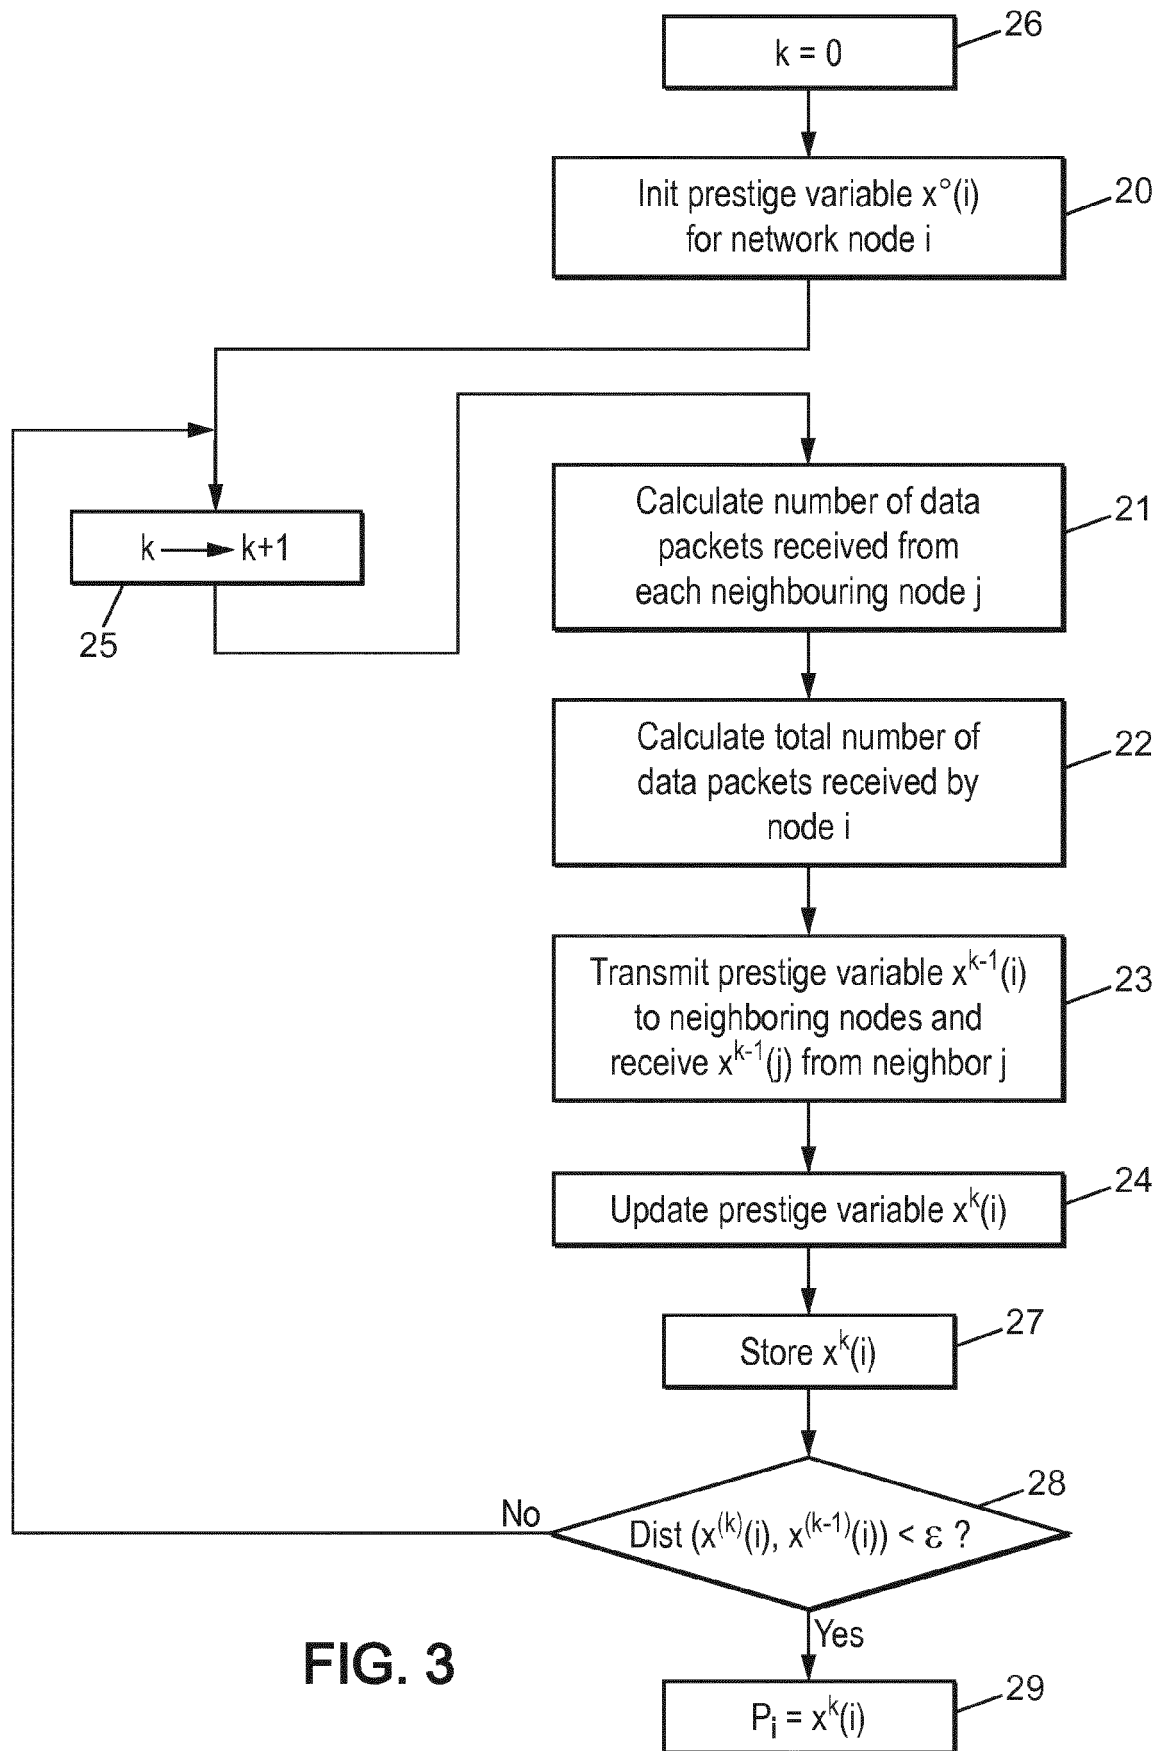 26
k = 0
Init prestige variable x°(i)
for network node i
20
k → k+1
25
Calculate number of data
packets received from
each neighbouring node j
21
Calculate total number of
data packets received by
node i
22
Transmit prestige variable x^{k-1}(i)
to neighboring nodes and
receive x^{k-1}(j) from neighbor j
23
Update prestige variable x^{k}(i)
24
Store x^{k}(i)
27
28
No
Dist (x^{(k)}(i), x^{(k-1)}(i)) < ε ?
Yes
FIG. 3
P_{i} = x^{k}(i)
29